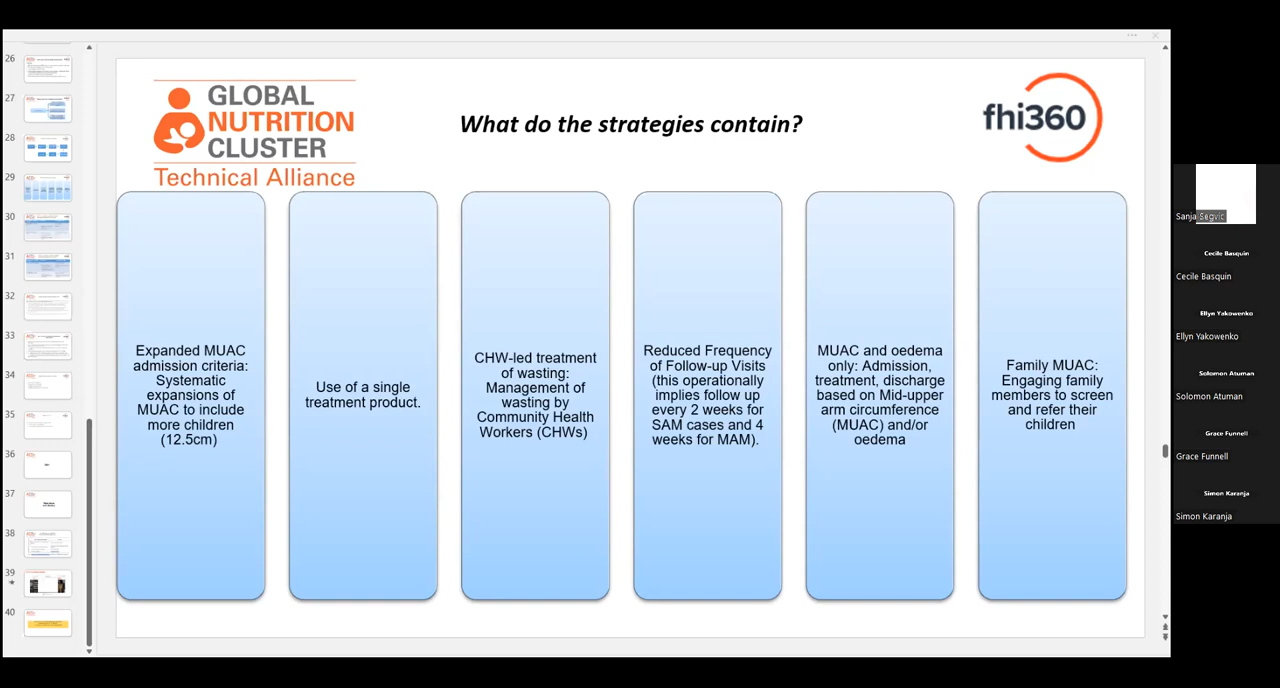 GLOBAL
NUTRITION
CLUSTER
Technical Alliance
What do the strategies contain?
fhi360
Expanded MUAC
admission criteria:
Systematic
expansions of
MUAC to include
more children
(12.5cm)
Use of a single
treatment product.
CHW-led treatment
of wasting:
Management of
wasting by
Community Health
Workers (CHWs)
Reduced Frequency
of Follow-up Visits
(this operationally
implies follow up
every 2 weeks for
SAM cases and 4
weeks for MAM).
MUAC and oedema
only: Admission,
treatment, discharge
based on Mid-upper
arm circumference
(MUAC) and/or
oedema
Family MUAC:
Engaging family
members to screen
and refer their
children
26
27
28
29
30
31
32
33
34
35
36
37
38
39
40
Sanja Segvic
Cecile Basquin
Cecile Basquin
Ellyn Yakowenko
Ellyn Yakowenko
Solomon Atuman
Solomon Atuman
Grace Funnell
Grace Funnell
Simon Karanja
Simon Karanja